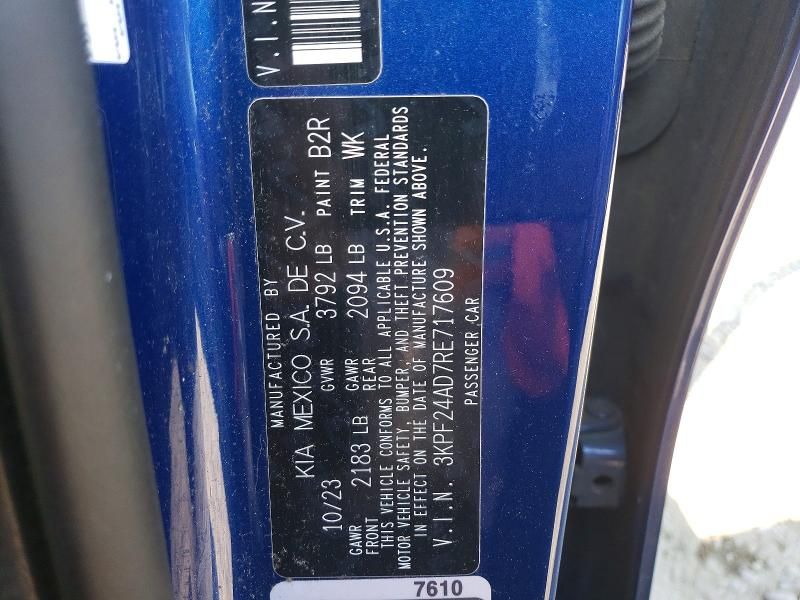 V.I.N
MANUFACTURED BY
KIA MEXICO S.A. DE C.V.
10/23 GVWR 3792 LB PAINT B2R
GAWR FRONT 2183 LB GAWR REAR 2094 LB TRIM WK
THIS VEHICLE CONFORMS TO ALL APPLICABLE U.S.A. FEDERAL
MOTOR VEHICLE SAFETY, BUMPER, AND THEFT PREVENTION STANDARDS
IN EFFECT ON THE DATE OF MANUFACTURE SHOWN ABOVE.
V.I.N. 3KPF24AD7RE717609
PASSENGER CAR
7610